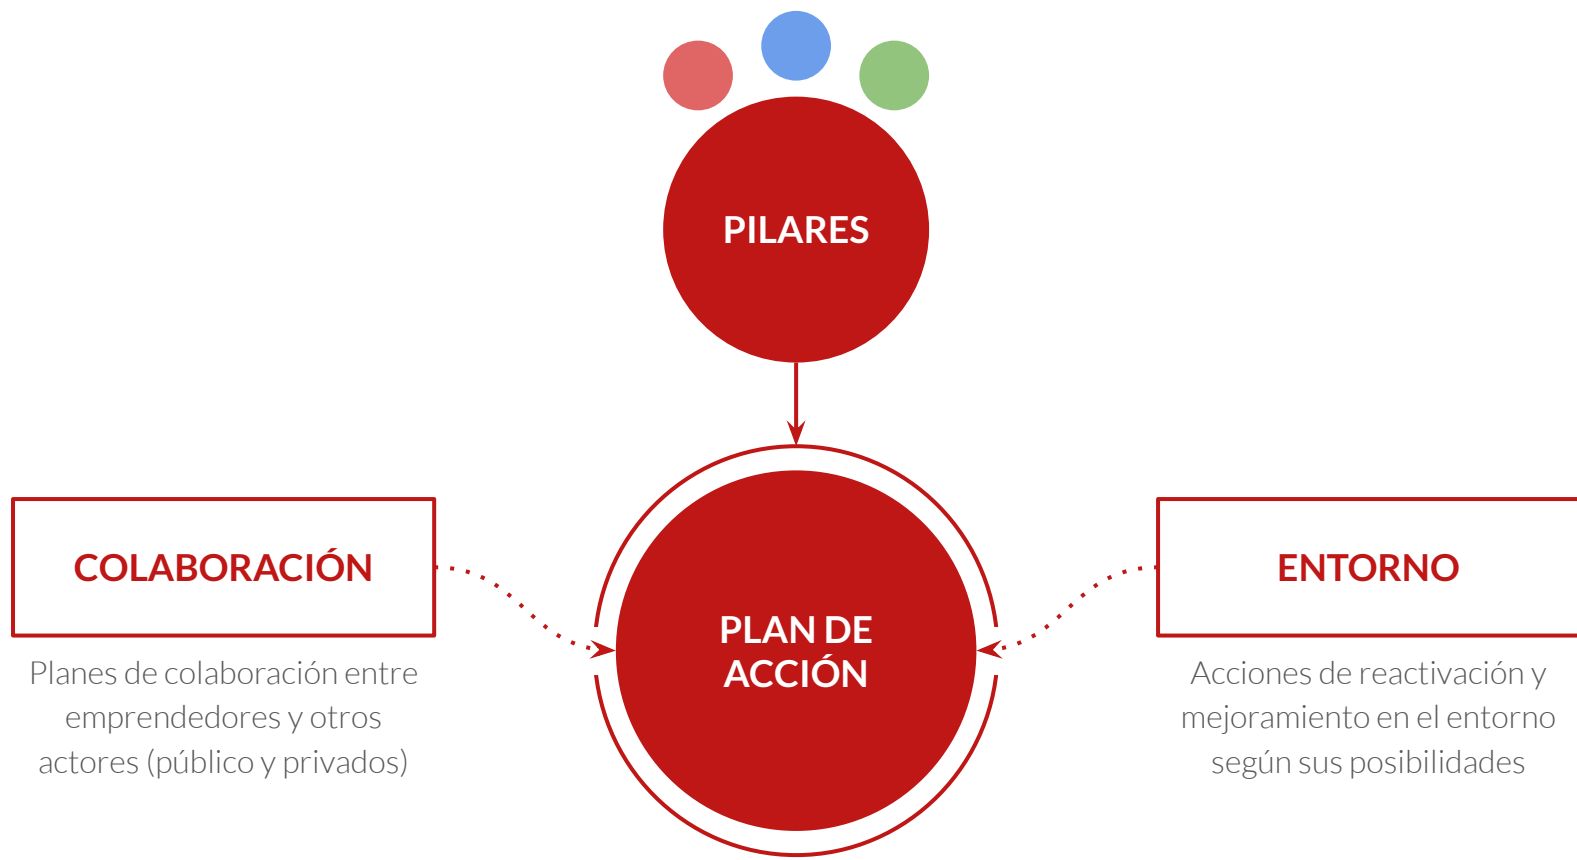 PILARES
COLABORACIÓN
Planes de colaboración entre
emprendedores y otros
actores (público y privados)
PLAN DE
ACCIÓN
ENTORNO
Acciones de reactivación y
mejoramiento en el entorno
según sus posibilidades